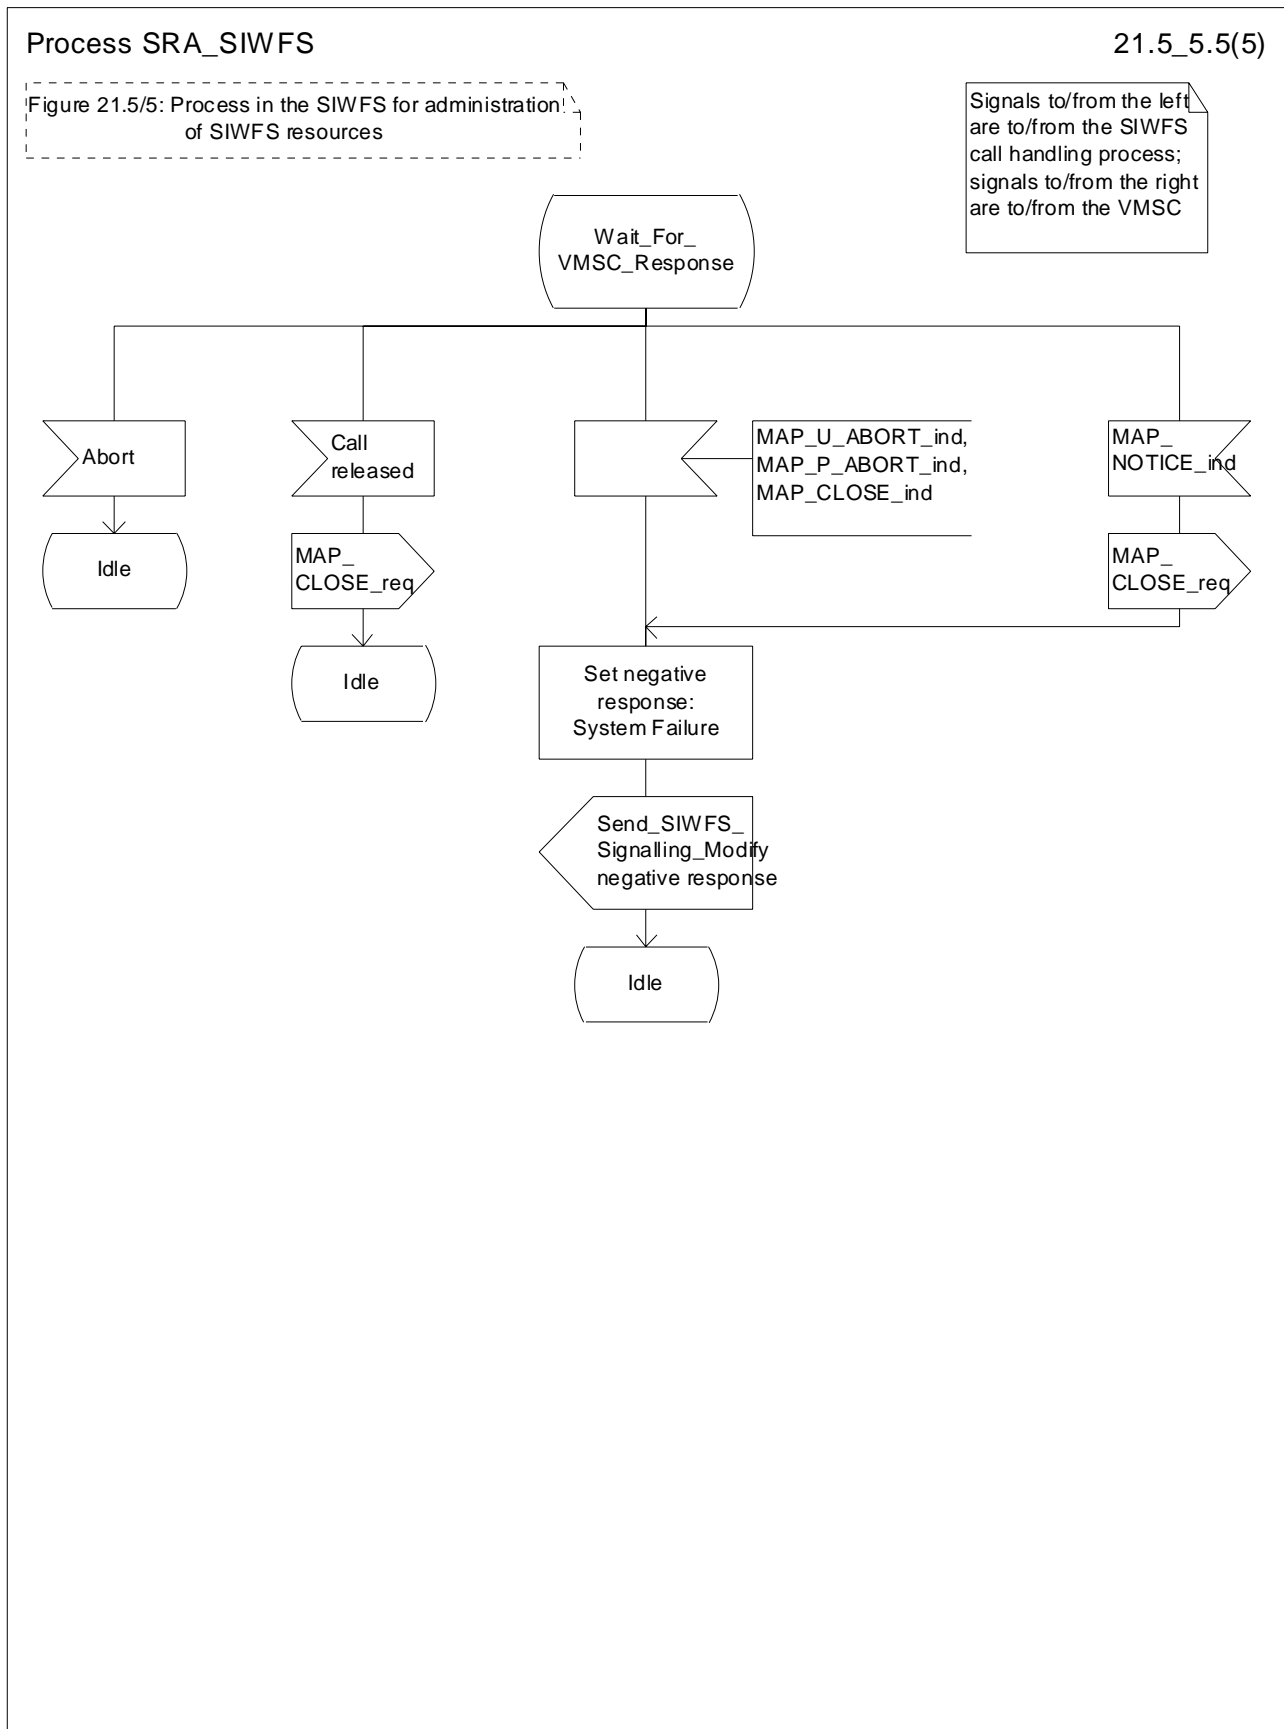 Process SRA_SIWFS
21.5_5.5(5)
Figure 21.5/5: Process in the SIWFS for administration
of SIWFS resources
Signals to/from the left
are to/from the SIWFS
call handling process;
signals to/from the right
are to/from the VMSC
Wait_For_
VMSC_Response
Abort
Call
released
MAP_U_ABORT_ind,
MAP_P_ABORT_ind,
MAP_CLOSE_ind
MAP_
NOTICE_ind
Idle
MAP_
CLOSE_req
MAP_
CLOSE_req
Idle
Set negative
response:
System Failure
Send_SIWFS_
Signalling_Modify
negative response
Idle